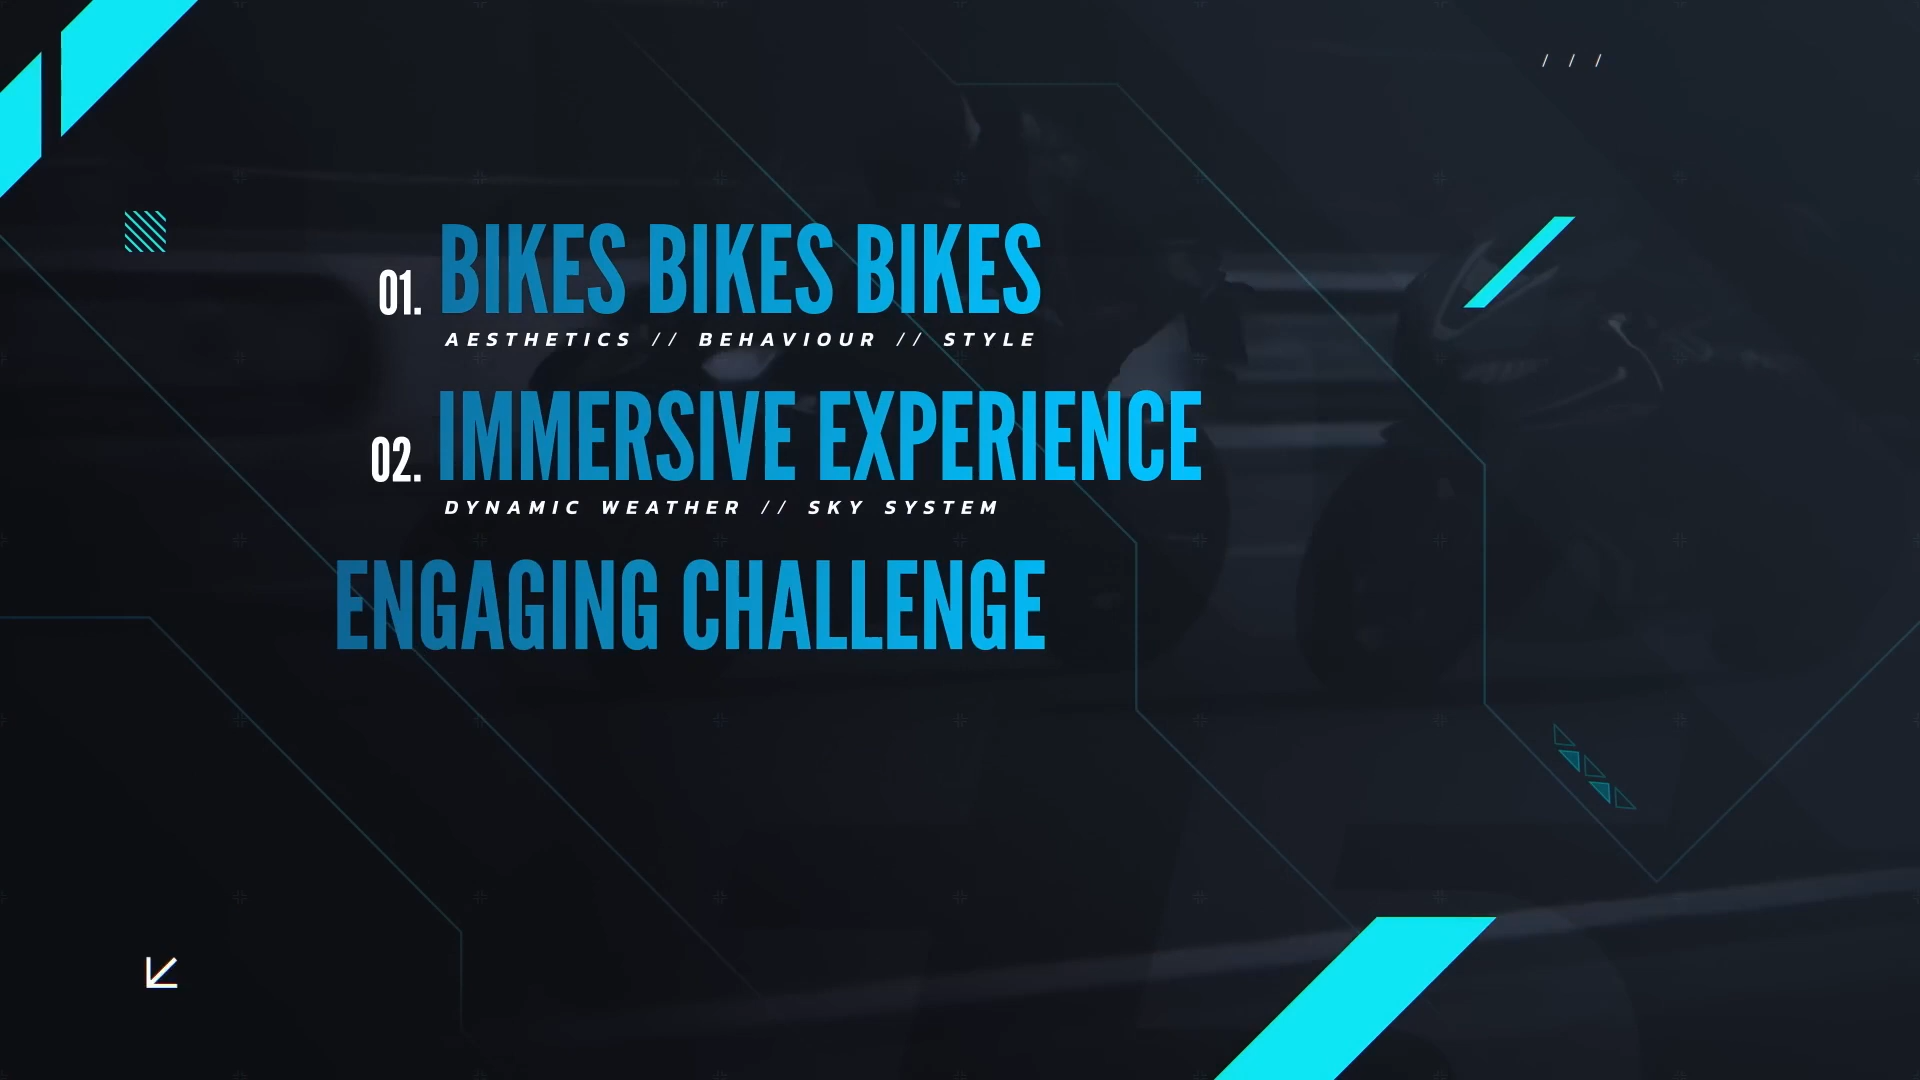 / / /
01. BIKES BIKES BIKES
AESTHETICS // BEHAVIOUR // STYLE
02. IMMERSIVE EXPERIENCE
DYNAMIC WEATHER // SKY SYSTEM
ENGAGING CHALLENGE